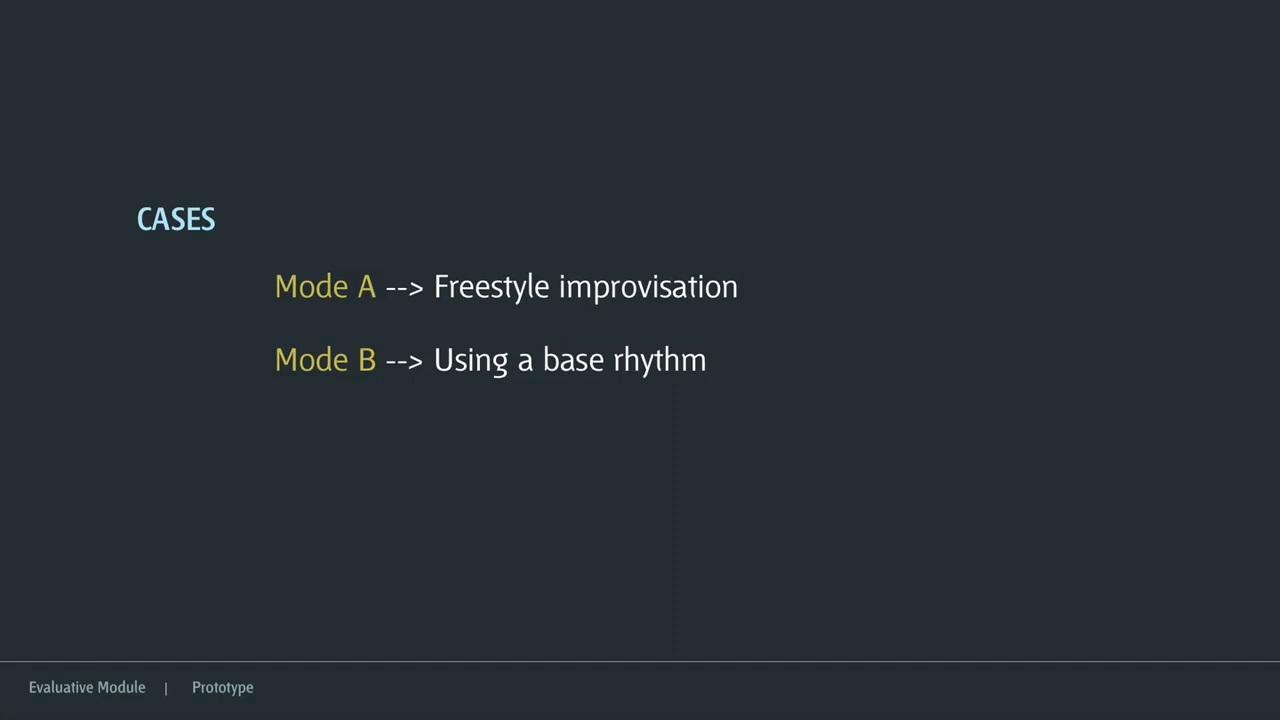 CASES
Mode A --> Freestyle improvisation
Mode B --> Using a base rhythm
Evaluative Module | Prototype